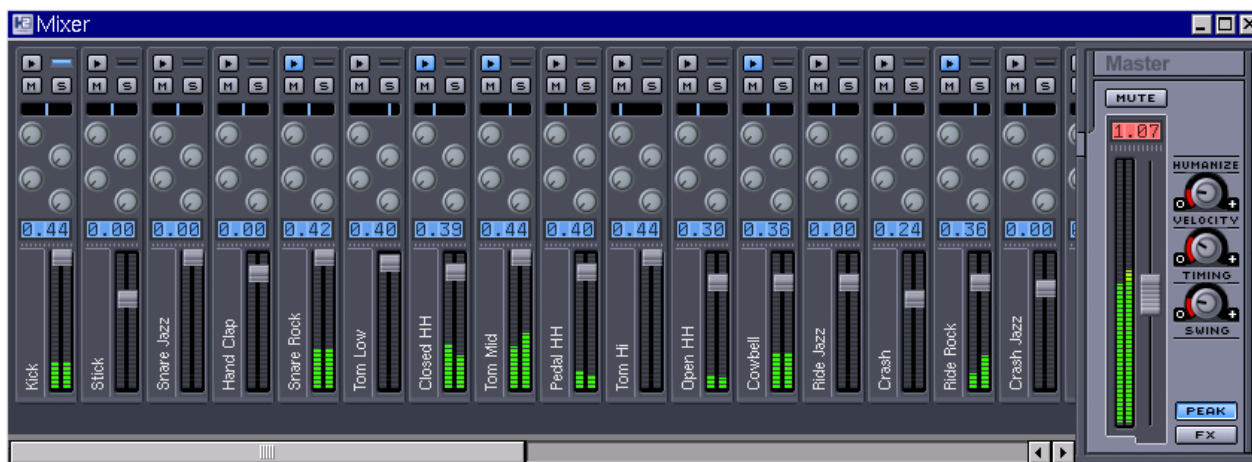 H2 Mixer
M S M S M S M S M S M S M S M S M S M S M S M S M S M S M S M S
0.44 0.00 0.00 0.00 0.42 0.40 0.39 0.44 0.40 0.44 0.30 0.36 0.00 0.24 0.36 0.00
Kick
Stick
Snare Jazz
Hand Clap
Snare Rock
Tom Low
Closed HH
Tom Mid
Pedal HH
Tom Hi
Open HH
Cowbell
Ride Jazz
Crash
Ride Rock
Crash Jazz
Master
MUTE
1.07
HUMANIZE
VELOCITY
TIMING
SWING
PEAK
FX